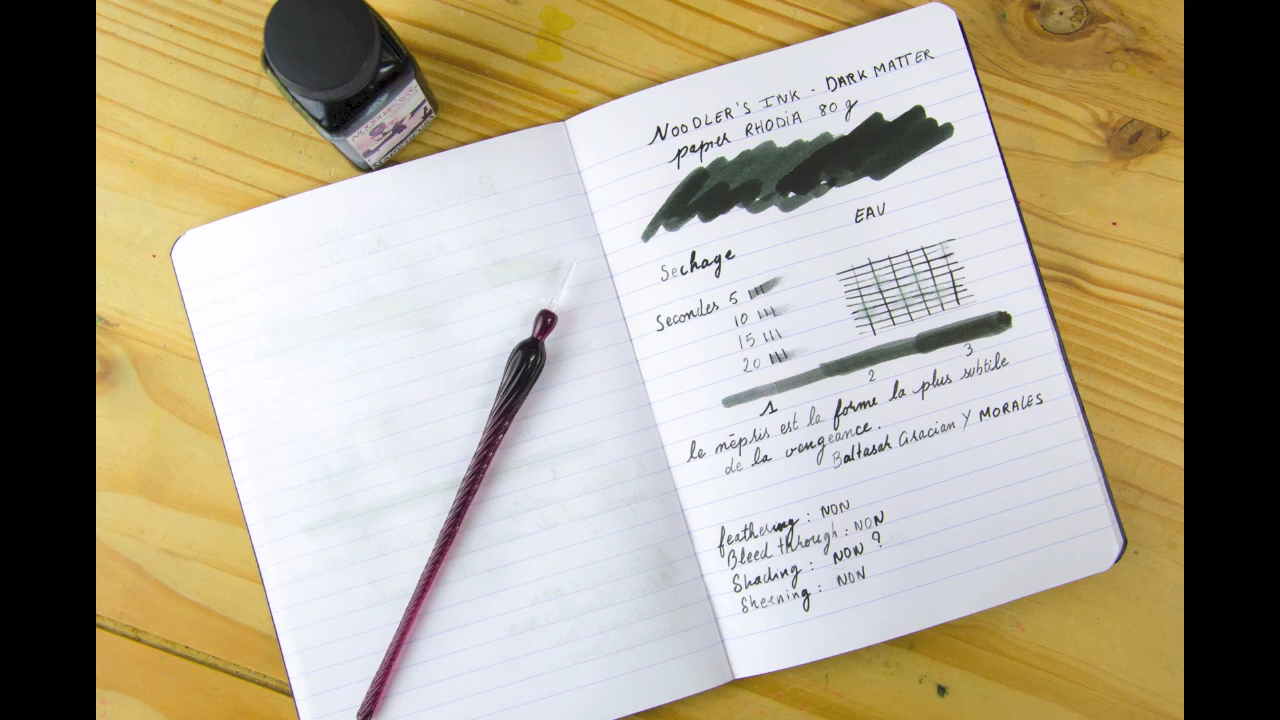 NOODLER'S INK - DARK MATTER
papier RHODIA 80 g
EAU
Sechage
Secondes 5
10
15
20
1
2
3
le mépris est la forme la plus subtile
de la vengeance.
Baltasar Gracian Y MORALES
feathering : NON
Bleed through : NON
Shading : NON ?
Sheening : NON